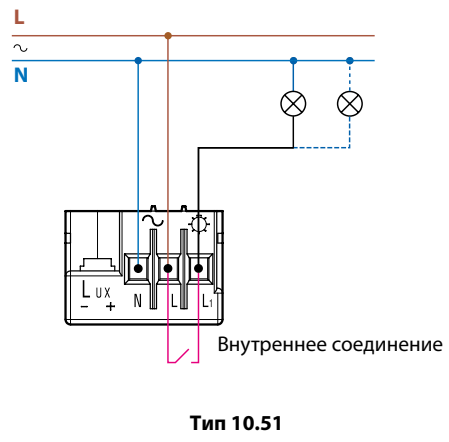 L
N
L UX
- +
N L L1
Внутреннее соединение
Тип 10.51